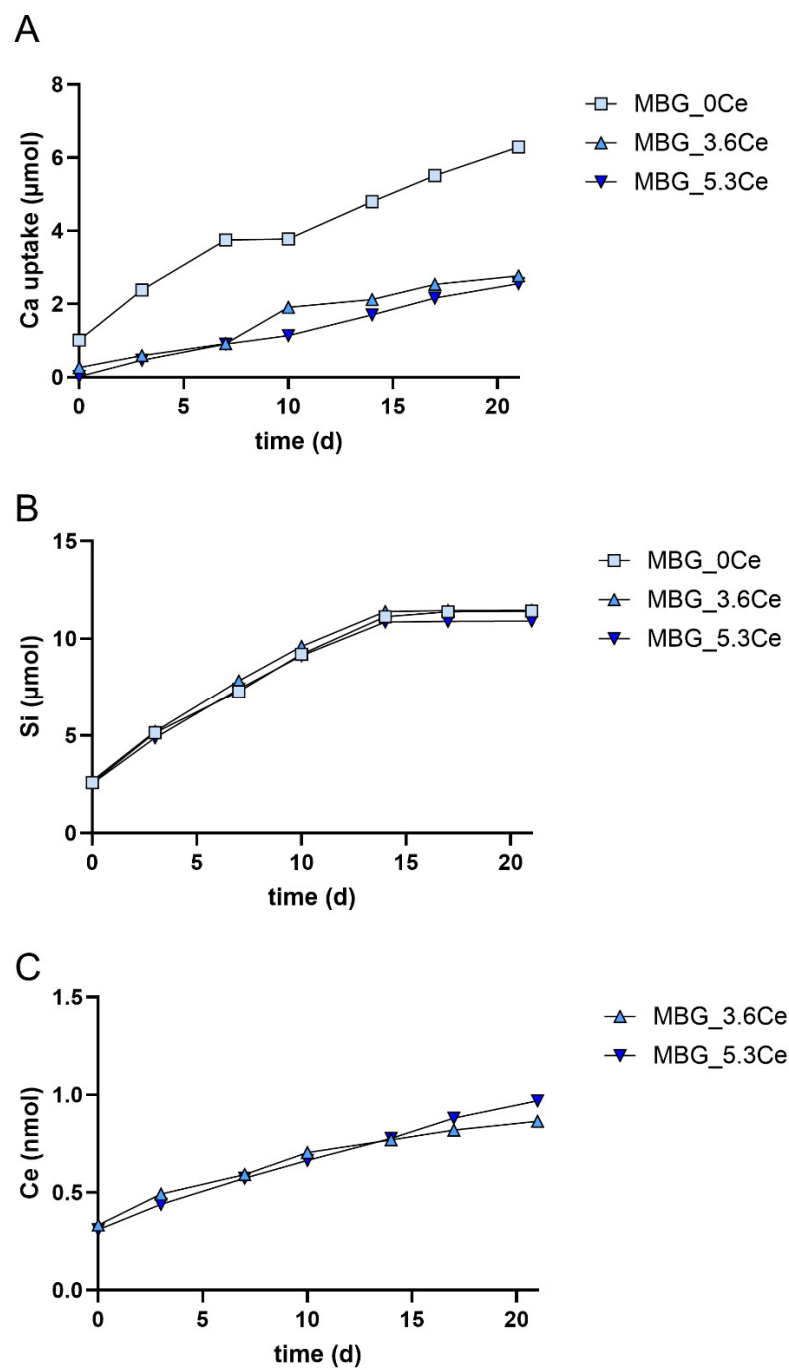 A
Ca uptake (µmol)
8
6
4
2
0
0 5 10 15 20
time (d)
MBG_0Ce
MBG_3.6Ce
MBG_5.3Ce
B
Si (µmol)
15
10
5
0
0 5 10 15 20
time (d)
MBG_0Ce
MBG_3.6Ce
MBG_5.3Ce
C
Ce (nmol)
1.5
1.0
0.5
0.0
0 5 10 15 20
time (d)
MBG_3.6Ce
MBG_5.3Ce